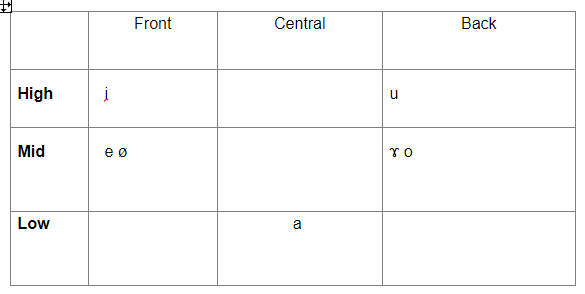 Front Central Back
High i u
Mid e ø ɤ o
Low a